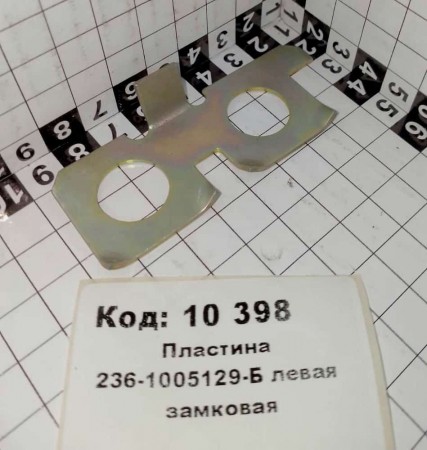 Код: 10 398
Пластина
236-1005129-Б левая
замковая